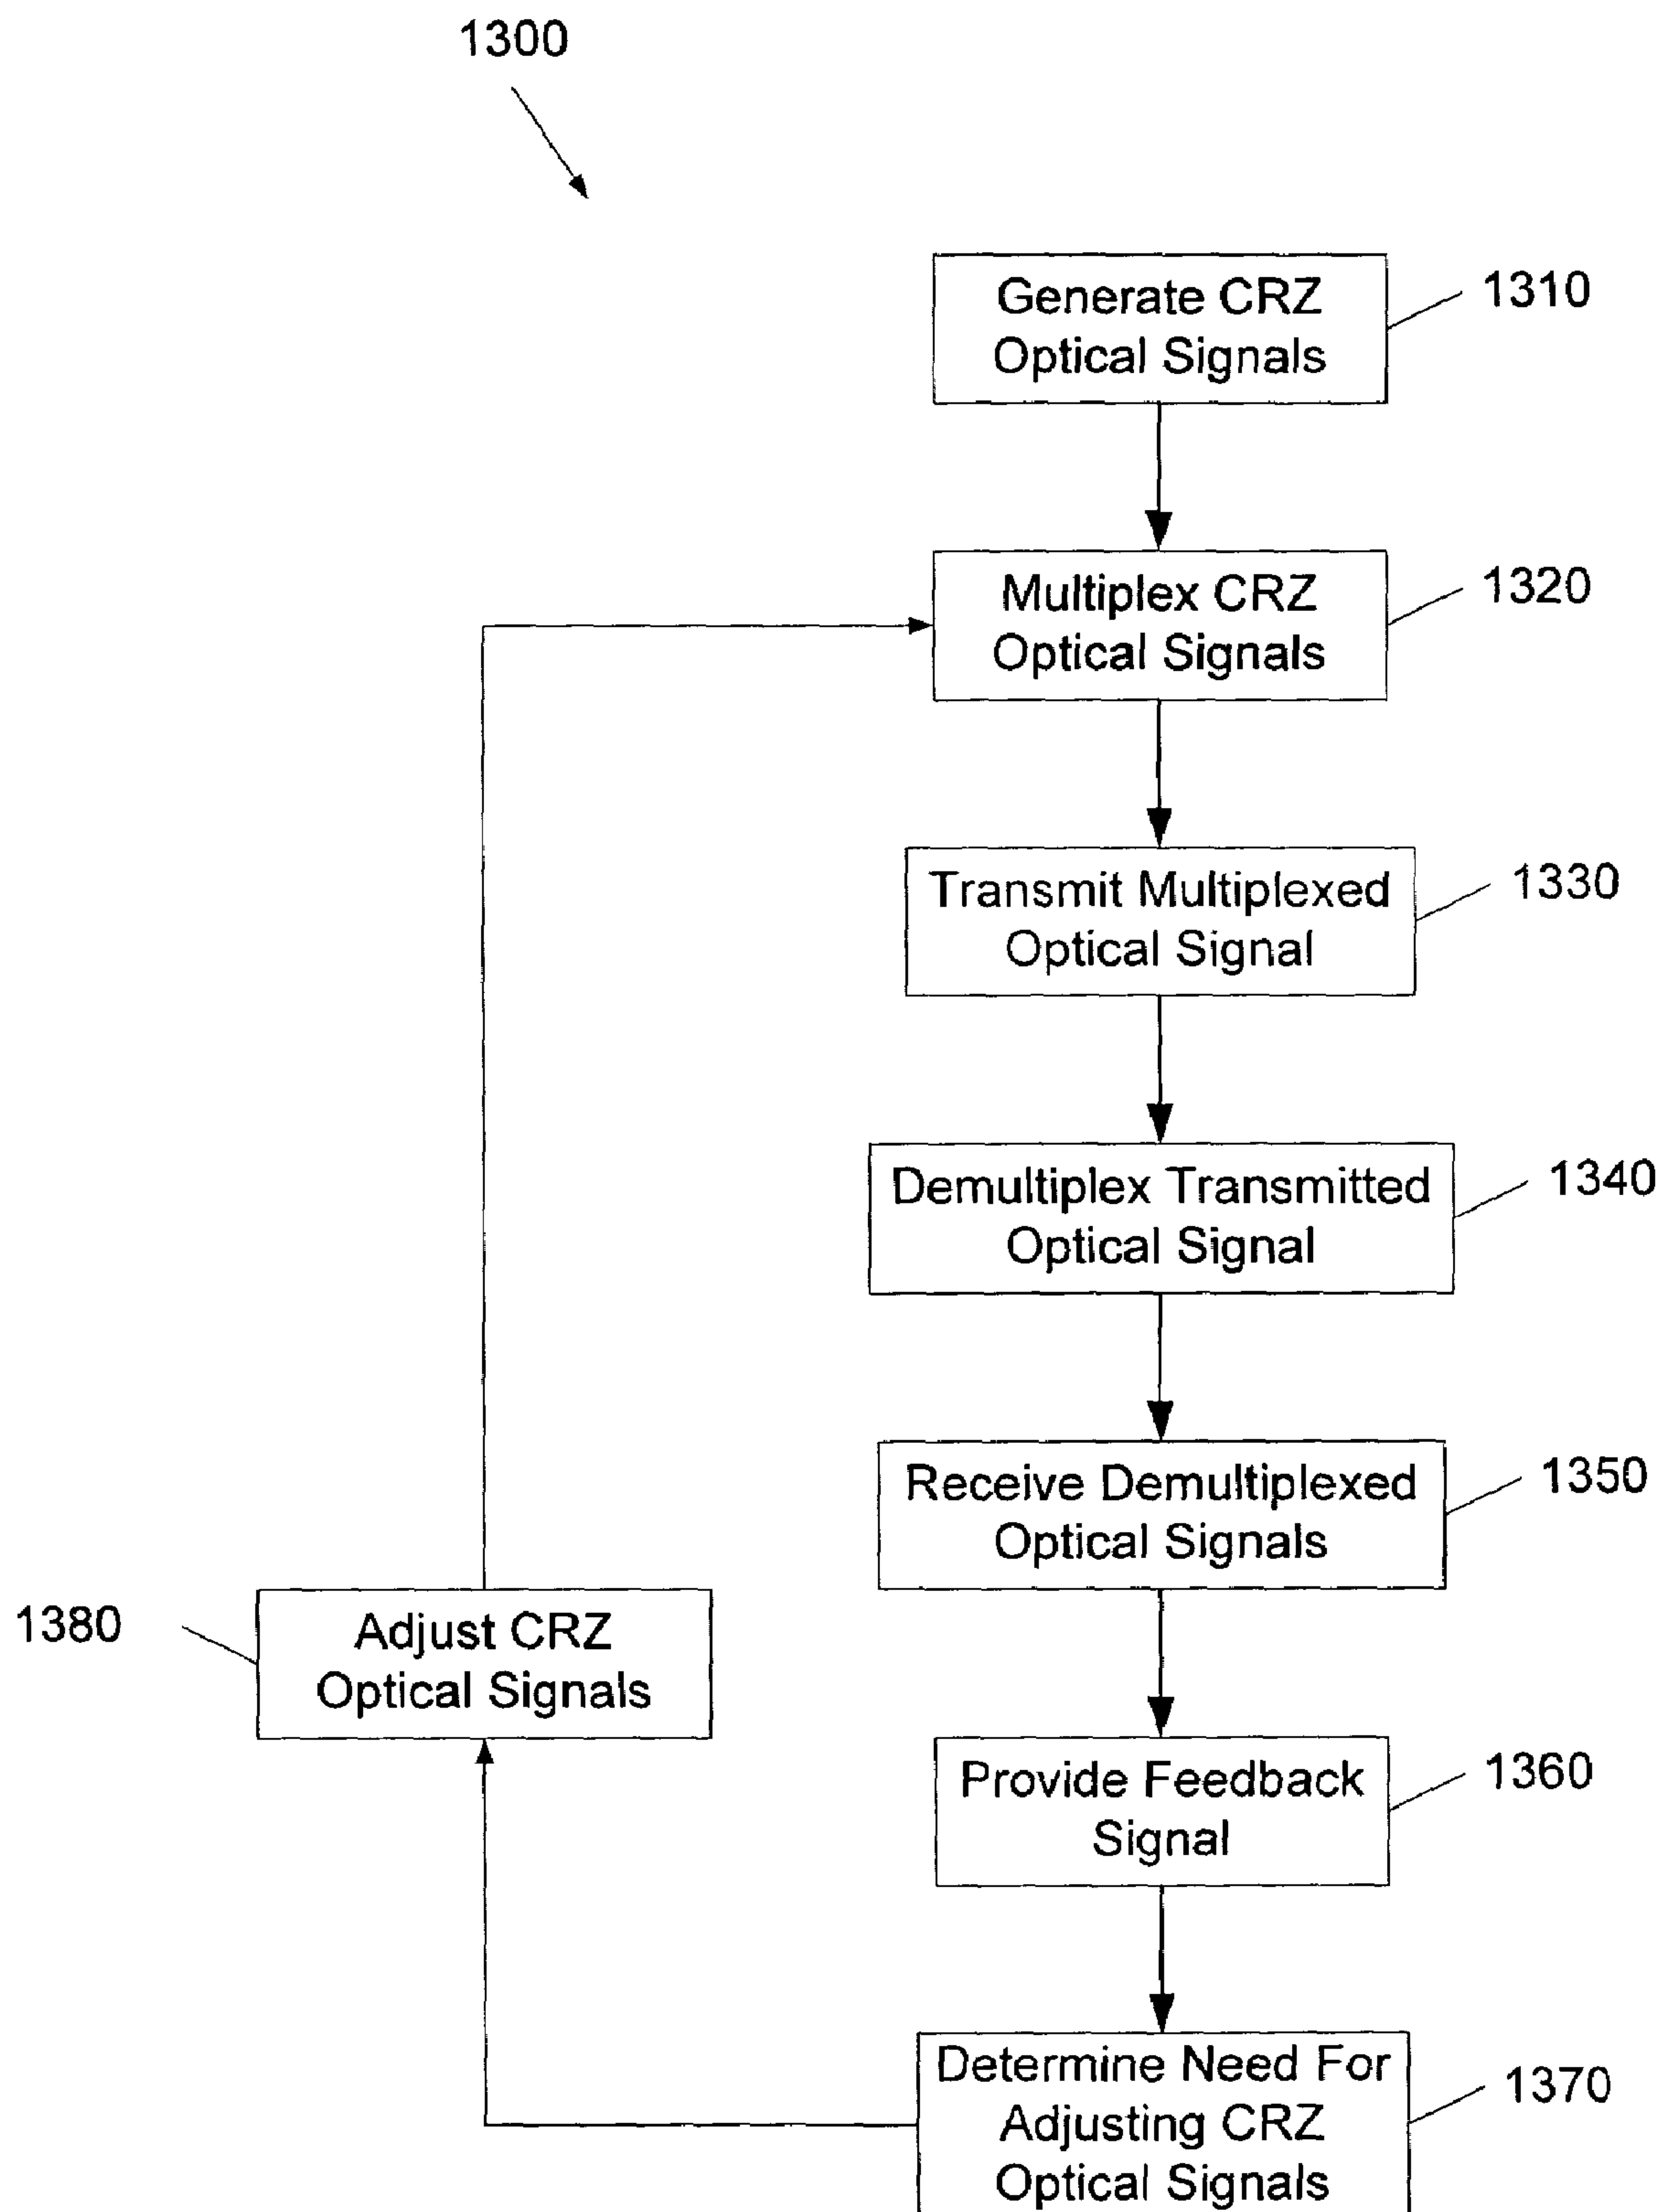 1300
Generate CRZ
Optical Signals
1310
Multiplex CRZ
Optical Signals
1320
Transmit Multiplexed
Optical Signal
1330
Demultiplex Transmitted
Optical Signal
1340
Receive Demultiplexed
Optical Signals
1350
1380
Adjust CRZ
Optical Signals
Provide Feedback
Signal
1360
Determine Need For
Adjusting CRZ
Optical Signals
1370